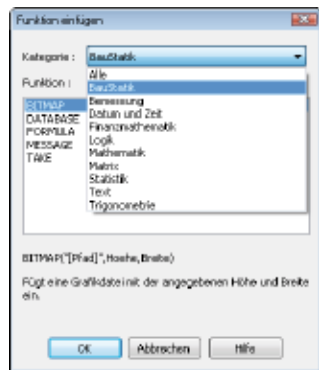 Funktion einfügen
Kategorie : BauStatik
Funktion :
Alle
BauStatik
Bemessung
Datum und Zeit
Finanzmathematik
Logik
Mathematik
Matrix
Statistik
Text
Trigonometrie
BITMAP
DATABASE
FORMULA
MESSAGE
TAKE
BITMAP("[Pfad]",Hoehe,Breite)
Fügt eine Grafikdatei mit der angegebenen Höhe und Breite
ein.
OK Abbrechen Hilfe